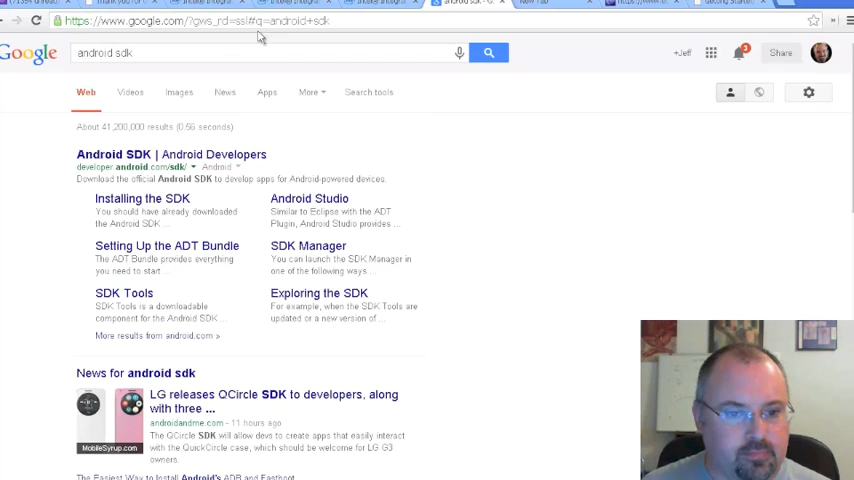 https://www.google.com/?gws_rd=ssl#q=android+sdk
android sdk - G
New Tab
Google
android sdk
+Jeff
3
Share
Web Videos Images News Apps More Search tools
About 41,200,000 results (0.56 seconds)
Android SDK | Android Developers
developer.android.com/sdk/ Android
Download the official Android SDK to develop apps for Android-powered devices.
Installing the SDK
You should have already downloaded
the Android SDK ...
Android Studio
Similar to Eclipse with the ADT
Plugin, Android Studio provides ...
Setting Up the ADT Bundle
The ADT Bundle provides everything
you need to start ...
SDK Manager
You can launch the SDK Manager in
one of the following ways ...
SDK Tools
SDK Tools is a downloadable
component for the Android SDK. ...
Exploring the SDK
For example, when the SDK Tools are
updated or a new version of ...
More results from android.com »
News for android sdk
MobileSyrup.com
LG releases QCircle SDK to developers, along
with three ...
androidandme.com - 11 hours ago
The QCircle SDK will allow devs to create apps that easily interact
with the QuickCircle case, which should be welcome for LG G3
owners.
The Easiest Way to Install Android's ADB and Fastboot